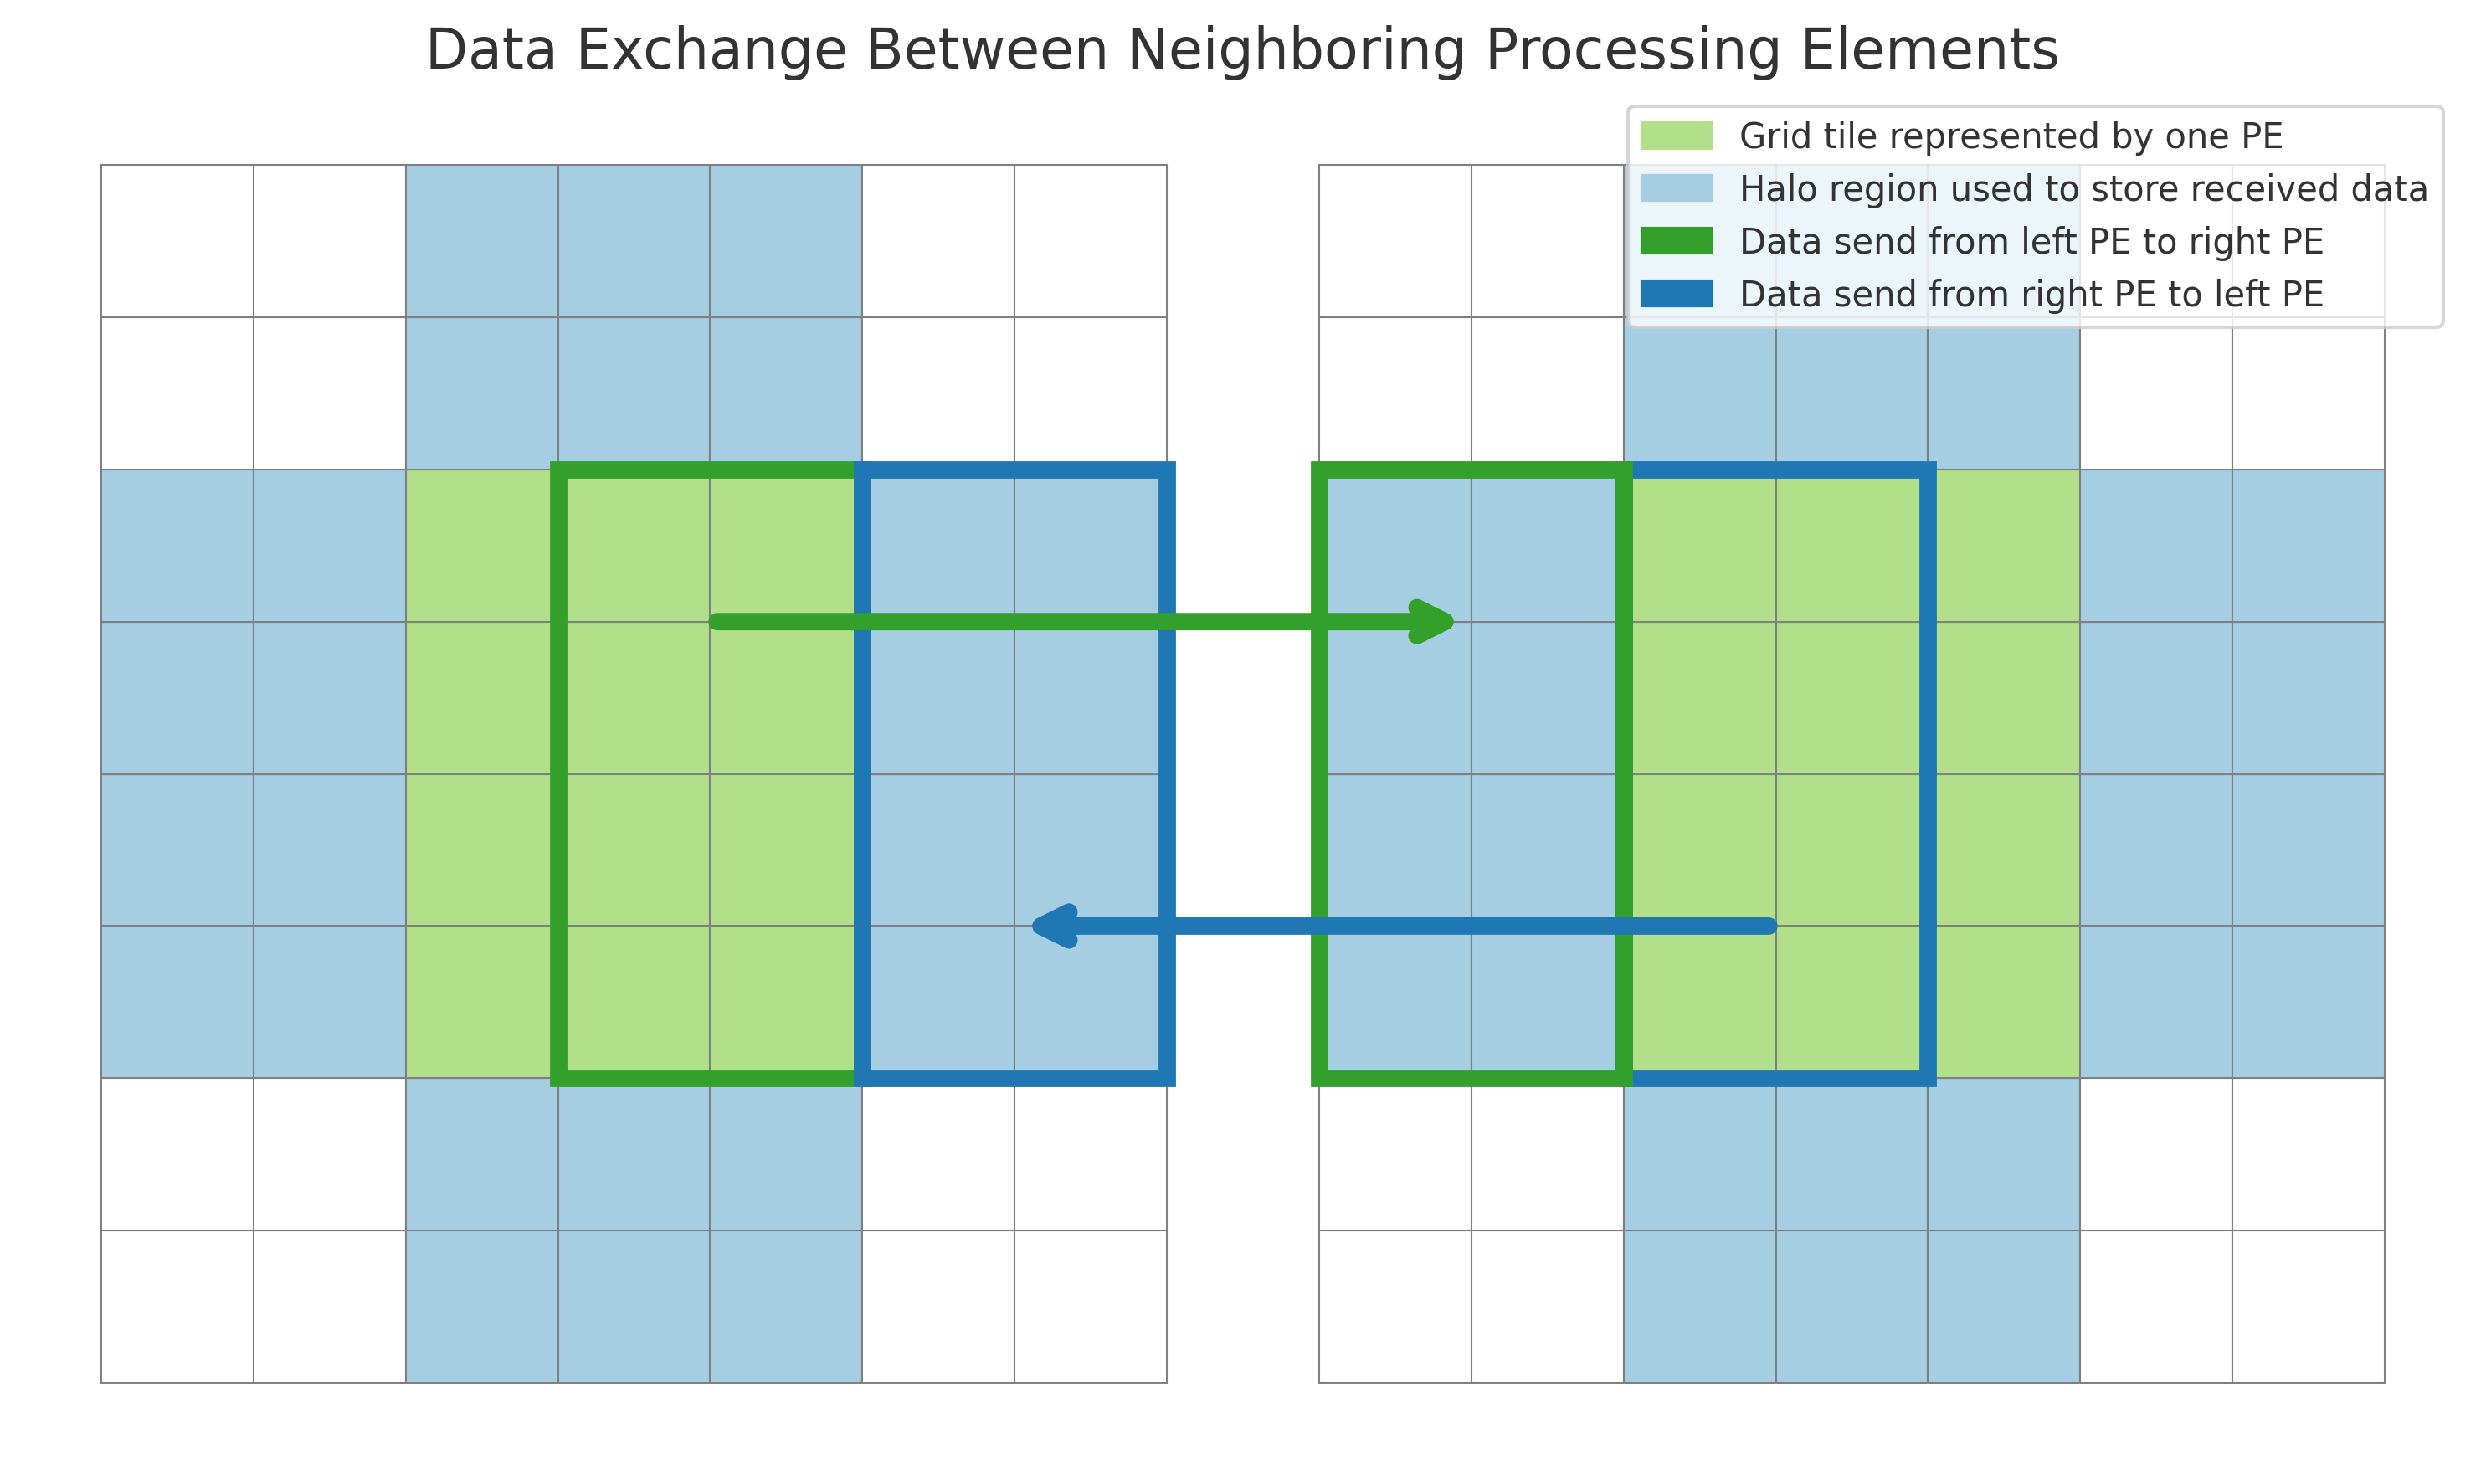 Data Exchange Between Neighboring Processing Elements
Grid tile represented by one PE
Halo region used to store received data
Data send from left PE to right PE
Data send from right PE to left PE